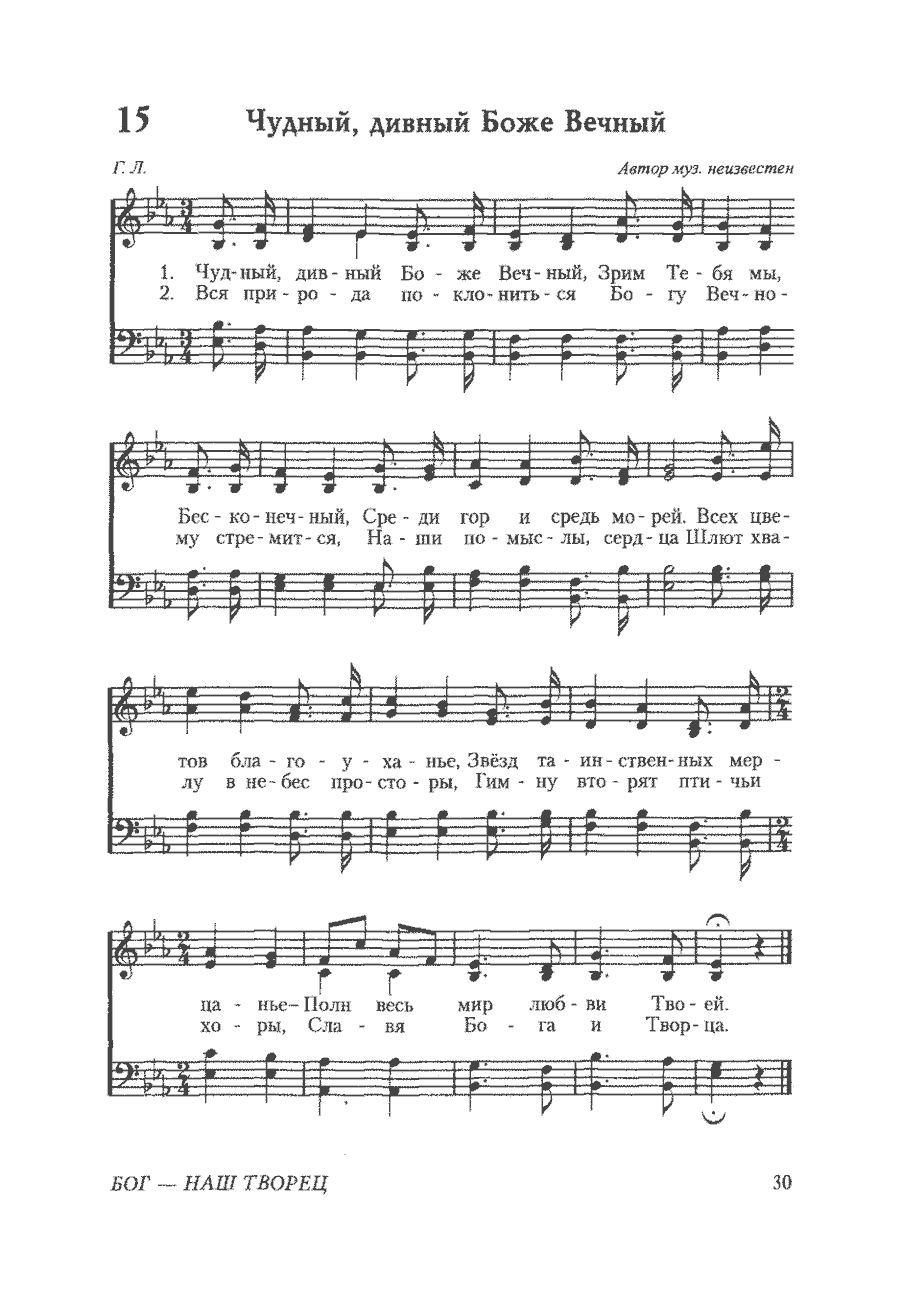 15 Чудный, дивный Боже Вечный
Г. Л. Автор муз. неизвестен
1. Чуд-ный, див - ный Бо - же Веч - ный, Зрим Те - бя мы,
2. Вся при - ро - да по - кло - нить - ся Бо - гу Веч - но -
Бес - ко - неч - ный, Сре - ди гор и средь мо - рей. Всех цве -
му стре - мит - ся, На - ши по - мыс - лы, серд - ца Шлют хва -
тов бла - го - у - ха - нье, Звёзд та - ин - ствен - ных мер -
лу в не - бес про - сто - ры, Гим - ну вто - рят пти - чьи
ца - нье– Полн весь мир люб - ви Тво - ей.
хо - ры, Сла - вя Бо - га и Твор - ца.
БОГ — НАШ ТВОРЕЦ 30